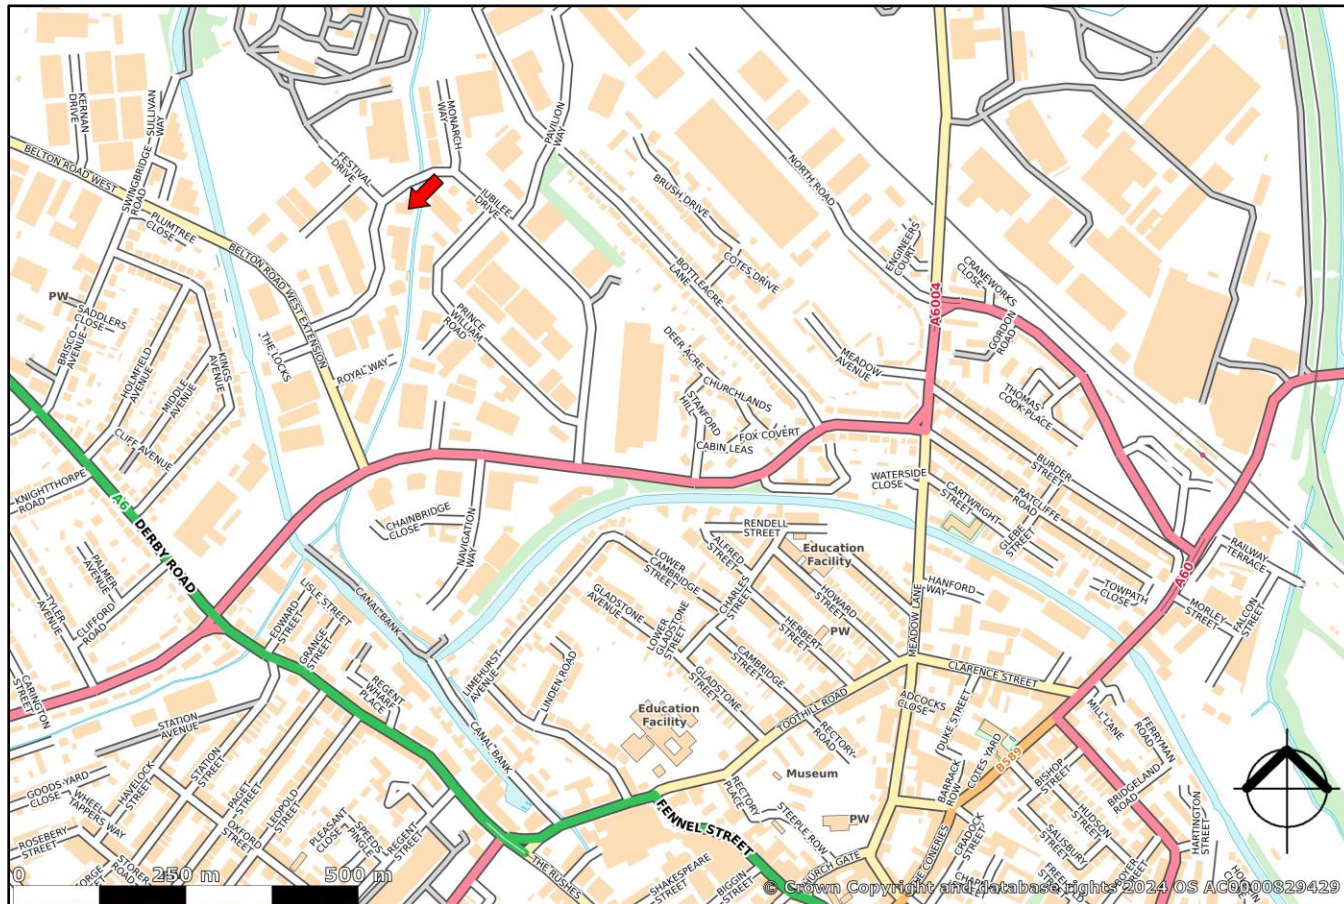 KERNAN
DRIVE
SULLIVAN
WAY
SWINGBRIDGE
ROAD
BELTON ROAD WEST
PLUMTREE
CLOSE
BELTON ROAD WEST EXTENSION
FESTIVAL
DRIVE
MONARCH
WAY
JUBILEE
DRIVE
PAVILION
WAY
BRUSH DRIVE
NORTH ROAD
COTES DRIVE
BOTTLEACRE
LANE
ENGINEERS
COURT
CRANEWORKS
CLOSE
GORDON
ROAD
A6004
PW
SADDLERS
CLOSE
BRISCO
AVENUE
HOLMFIELD
AVENUE
MIDDLE
AVENUE
KINGS
AVENUE
CLIFF AVENUE
THE LOCKS
ROYAL WAY
PRINCE
WILLIAM
ROAD
DEER ACRE
CHURCHLANDS
STANFORD
HILL
FOX COVERT
CABIN LEAS
MEADOW
AVENUE
THOMAS
COOK PLACE
KNIGHTTHORPE
ROAD
A6
DERBY ROAD
BURDER
STREET
RATCLIFFE
ROAD
WATERSIDE
CLOSE
CARTWRIGHT
STREET
GLEBE
STREET
CHAINBRIDGE
CLOSE
NAVIGATION
WAY
RENDELL
STREET
ALFRED
STREET
Education
Facility
LOWER
CAMBRIDGE
STREET
CHARLES
STREET
HOWARD
STREET
HERBERT
STREET
PW
GLADSTONE
AVENUE
LOWER
GLADSTONE
STREET
CAMBRIDGE
STREET
GLADSTONE
STREET
MEADOW LANE
HANFORD
WAY
TOWPATH
CLOSE
MORLEY
STREET
RAILWAY
TERRACE
FALCON
STREET
A60
PALMER
AVENUE
TYLER
AVENUE
CLIFFORD
ROAD
CARINGTON
STREET
EDWARD
STREET
LISLE STREET
GRANGE
STREET
CANAL BANK
REGENT
WHARF
PLACE
LIMEHURST
AVENUE
LINDEN ROAD
CANAL BANK
Education
Facility
TOOTHILL ROAD
RECTORY
ROAD
CLARENCE STREET
ADCOCKS
CLOSE
DUKE STREET
COTES YARD
BARRACK
ROW
B589
MILL LANE
FERRYMAN
ROAD
BISHOP
STREET
BRIDGELAND
ROAD
STATION
AVENUE
GOODS-YARD
CLOSE
WHEEL
TAPPERS WAY
HAVELOCK
STREET
STATION
STREET
PAGET
STREET
LEOPOLD
STREET
OXFORD
STREET
ROSEBERY
STREET
PLEASANT
CLOSE
SPEEDS
PINGLE
REGENT
STREET
Museum
RECTORY
PLACE
STEEPLE ROW
PW
CHURCH GATE
THE CONERIES
CRADOCK
STREET
HUDSON
STREET
SALISBURY
STREET
HARTINGTON
STREET
FENNEL STREET
THE RUSHES
SHAKESPEARE
STREET
BIGGIN
STREET
0 250 m 500 m
© Crown Copyright and database rights 2024 OS AC0000829429